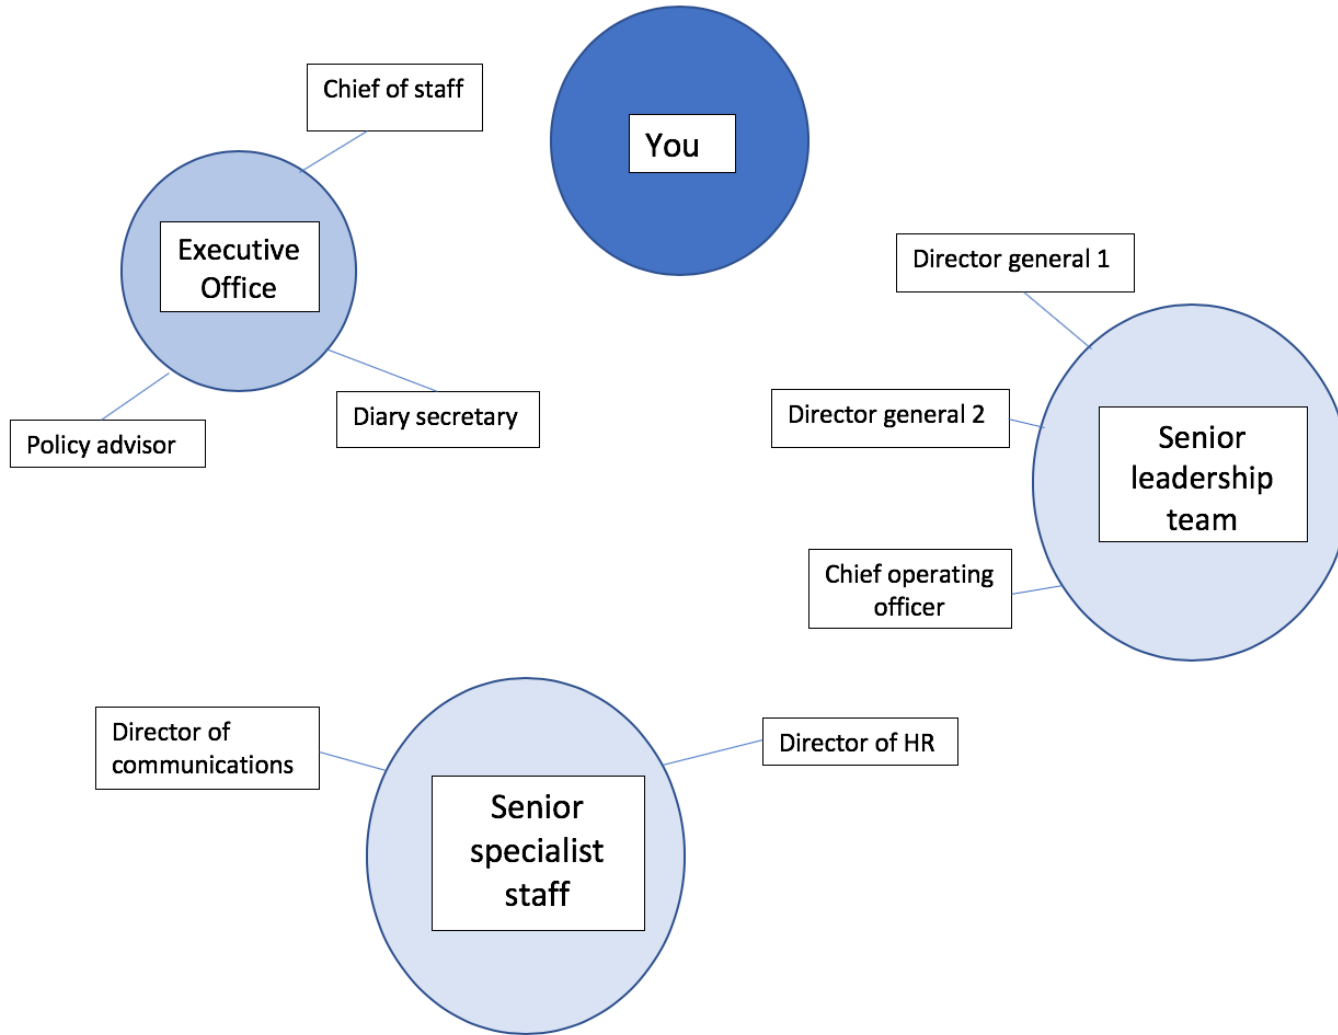 Chief of staff
You
Executive
Office
Director general 1
Policy advisor
Diary secretary
Director general 2
Senior
leadership
team
Chief operating
officer
Director of
communications
Director of HR
Senior
specialist
staff